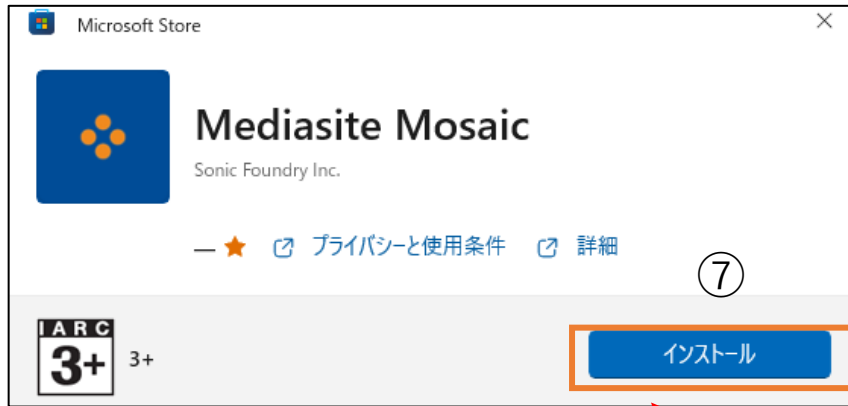 Microsoft Store
Mediasite Mosaic
Sonic Foundry Inc.
― ★ プライバシーと使用条件 詳細
⑦
IARC
3+ 3+
インストール